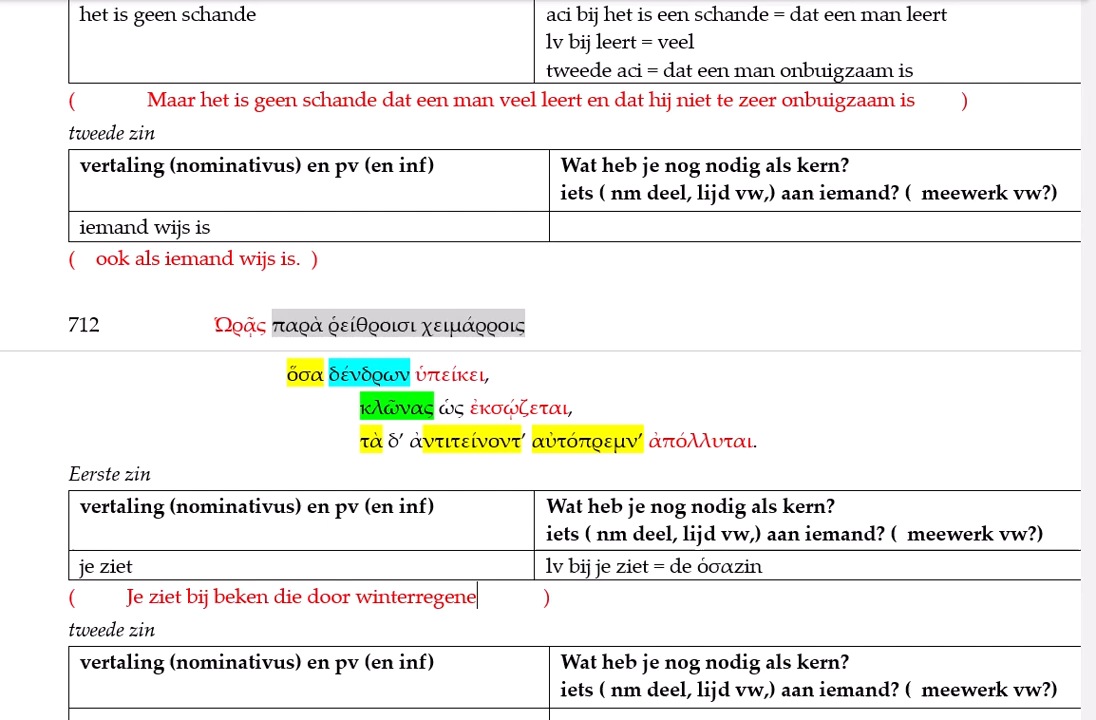 het is geen schande
aci bij het is een schande = dat een man leert
lv bij leert = veel
tweede aci = dat een man onbuigzaam is
( Maar het is geen schande dat een man veel leert en dat hij niet te zeer onbuigzaam is )
tweede zin
vertaling (nominativus) en pv (en inf)
Wat heb je nog nodig als kern?
iets ( nm deel, lijd vw,) aan iemand? ( meewerk vw?)
iemand wijs is
( ook als iemand wijs is. )
712 Ὡρᾷς παρὰ ῥείθροισι χειμάρροις
ὅσα δένδρων ὑπείκει,
κλῶνας ὡς ἐκσῴζεται,
τὰ δ’ ἀντιτείνοντ’ αὐτόπρεμν’ ἀπόλλυται.
Eerste zin
vertaling (nominativus) en pv (en inf)
Wat heb je nog nodig als kern?
iets ( nm deel, lijd vw,) aan iemand? ( meewerk vw?)
je ziet
lv bij je ziet = de ὁσαzin
( Je ziet bij beken die door winterregene )
tweede zin
vertaling (nominativus) en pv (en inf)
Wat heb je nog nodig als kern?
iets ( nm deel, lijd vw,) aan iemand? ( meewerk vw?)